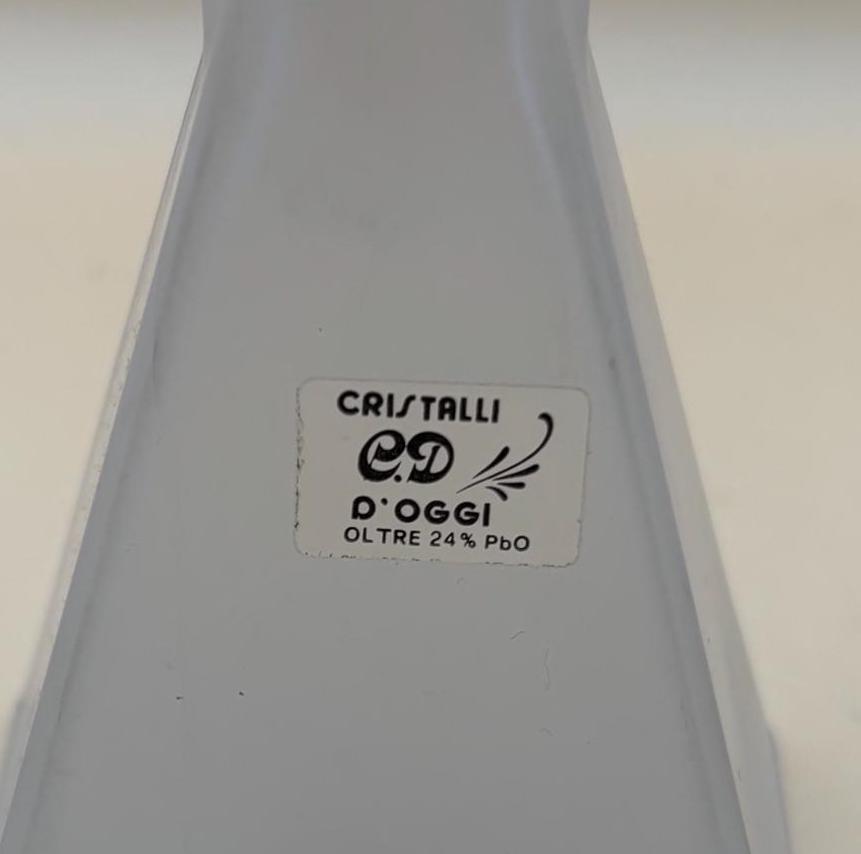 CRISTALLI
C.D
D'OGGI
OLTRE 24% PbO